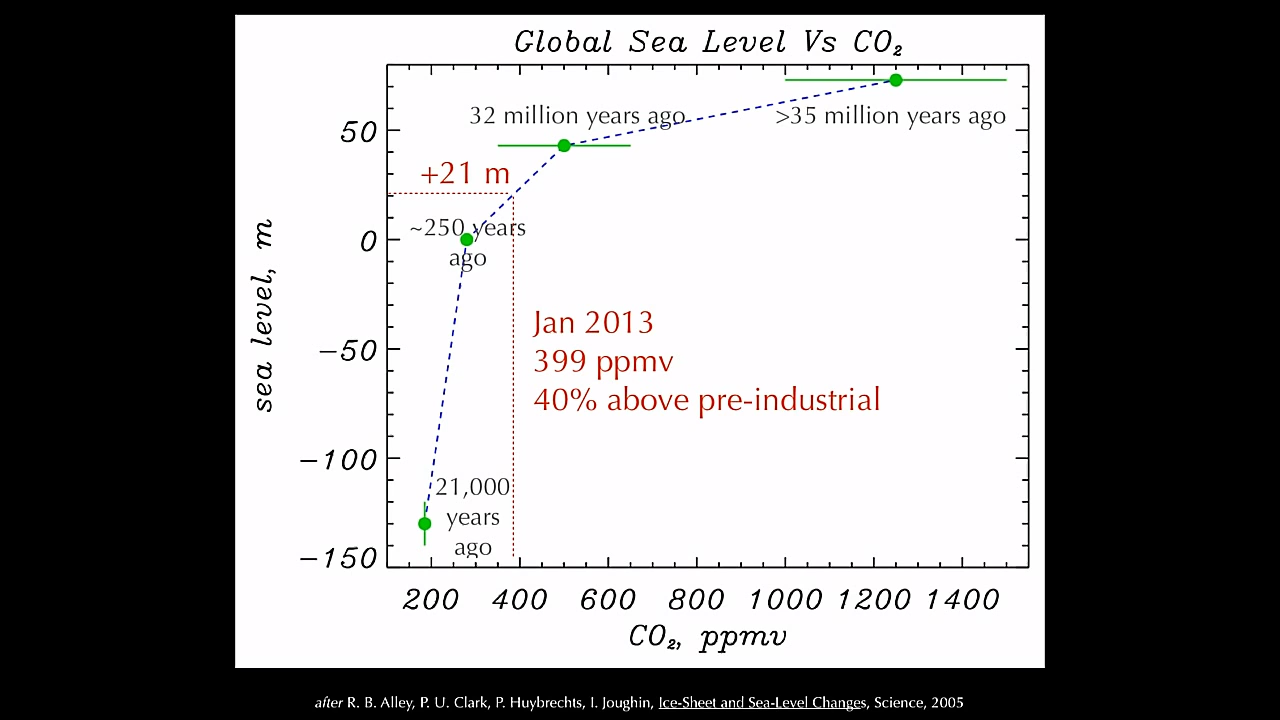 Global Sea Level Vs CO₂
32 million years ago
>35 million years ago
50
+21 m
~250 years
ago
0
sea level, m
Jan 2013
399 ppmv
40% above pre-industrial
−50
−100
21,000
years
ago
−150
200 400 600 800 1000 1200 1400
CO₂, ppmv
after R. B. Alley, P. U. Clark, P. Huybrechts, I. Joughin, Ice-Sheet and Sea-Level Changes, Science, 2005